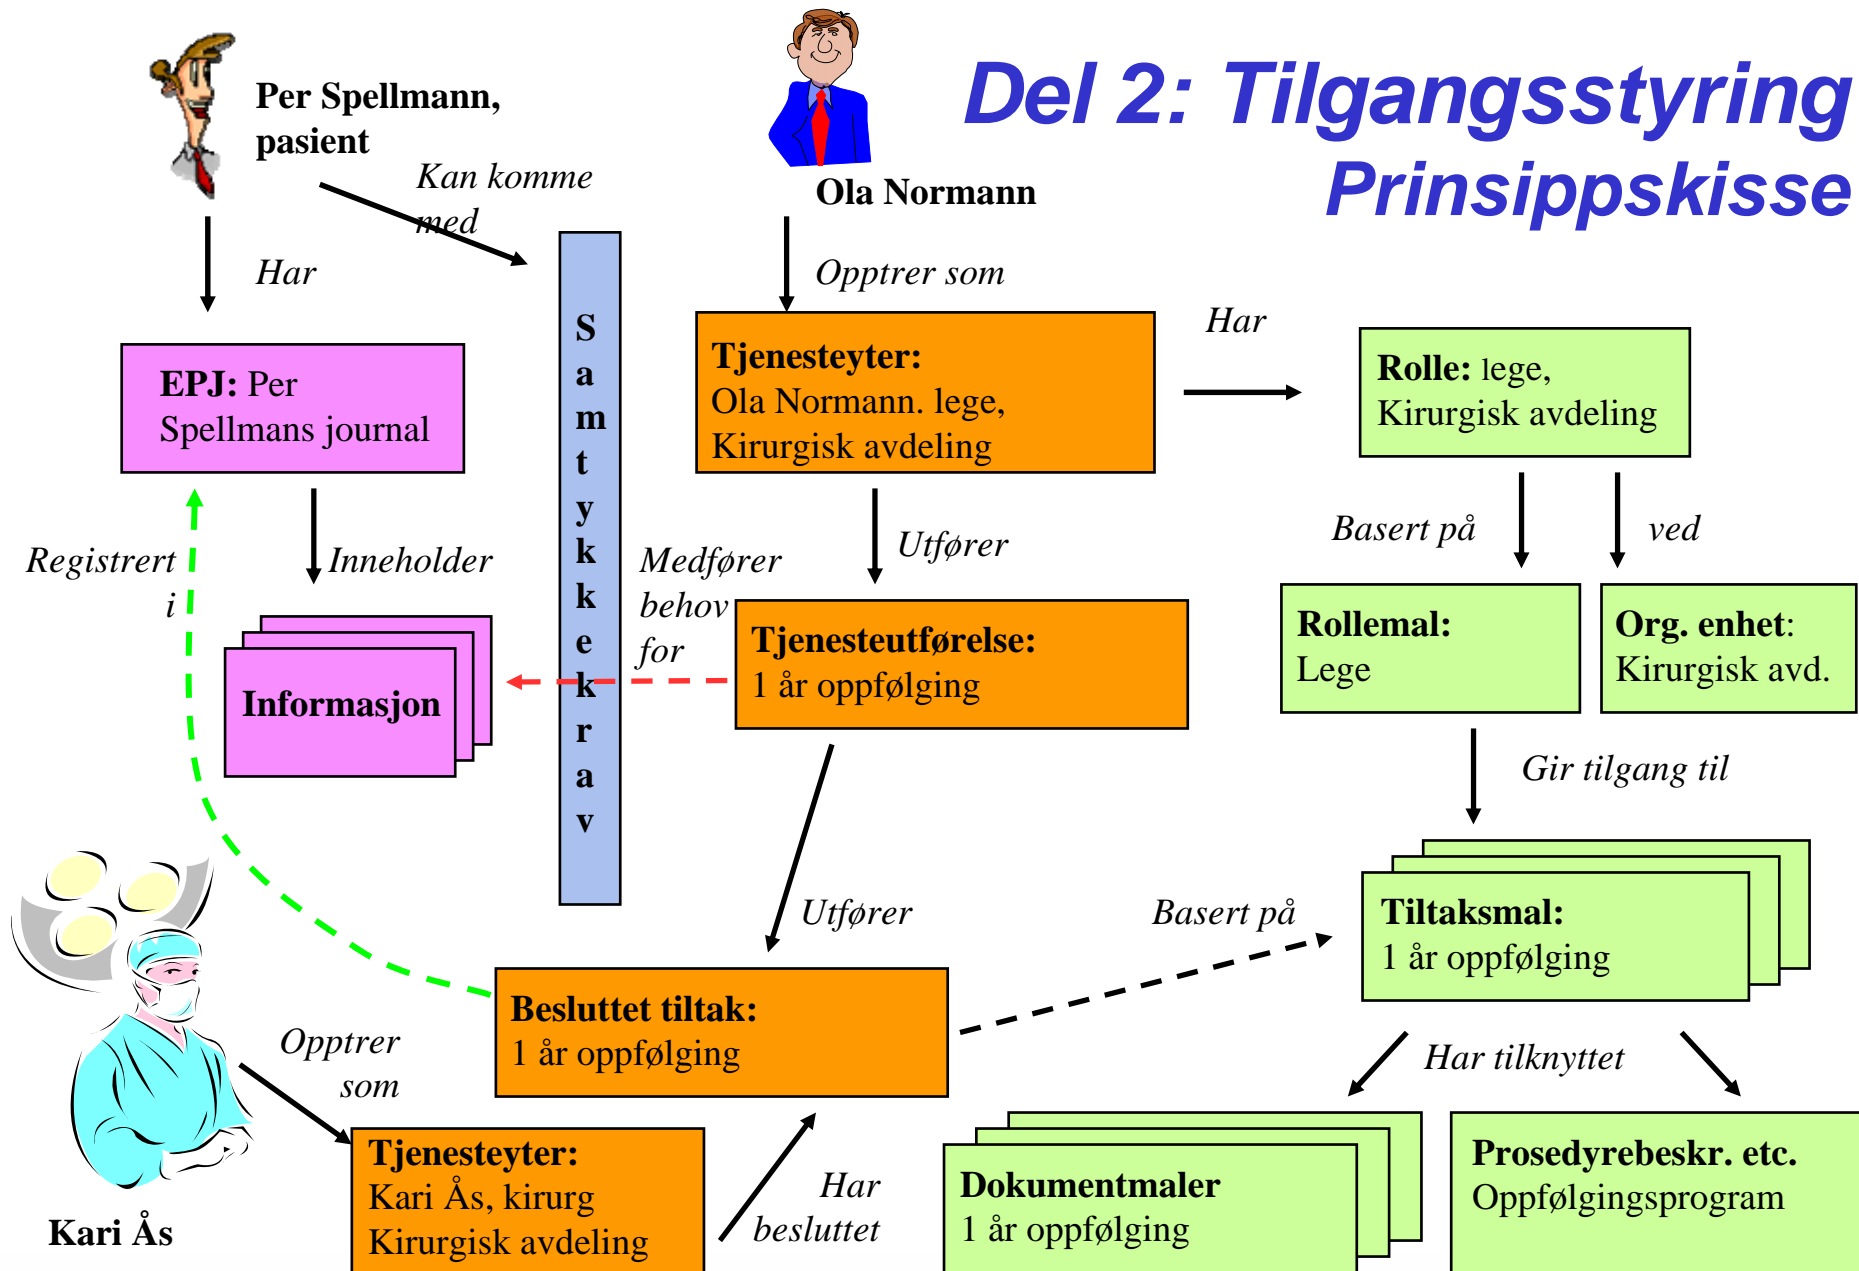 Del 2: Tilgangsstyring
Prinsippskisse
Per Spellmann,
pasient
Kan komme
med
Har
Ola Normann
Opptrer som
EPJ: Per
Spellmans journal
S
a
m
t
y
k
k
e
k
r
a
v
Tjenesteyter:
Ola Normann. lege,
Kirurgisk avdeling
Har
Rolle: lege,
Kirurgisk avdeling
Registrert
i
Inneholder
Medfører
behov
for
Utfører
Basert på
ved
Informasjon
Tjenesteutførelse:
1 år oppfølging
Rollemal:
Lege
Org. enhet:
Kirurgisk avd.
Gir tilgang til
Utfører
Basert på
Tiltaksmal:
1 år oppfølging
Besluttet tiltak:
1 år oppfølging
Opptrer
som
Har tilknyttet
Kari Ås
Tjenesteyter:
Kari Ås, kirurg
Kirurgisk avdeling
Har
besluttet
Dokumentmaler
1 år oppfølging
Prosedyrebeskr. etc.
Oppfølgingsprogram